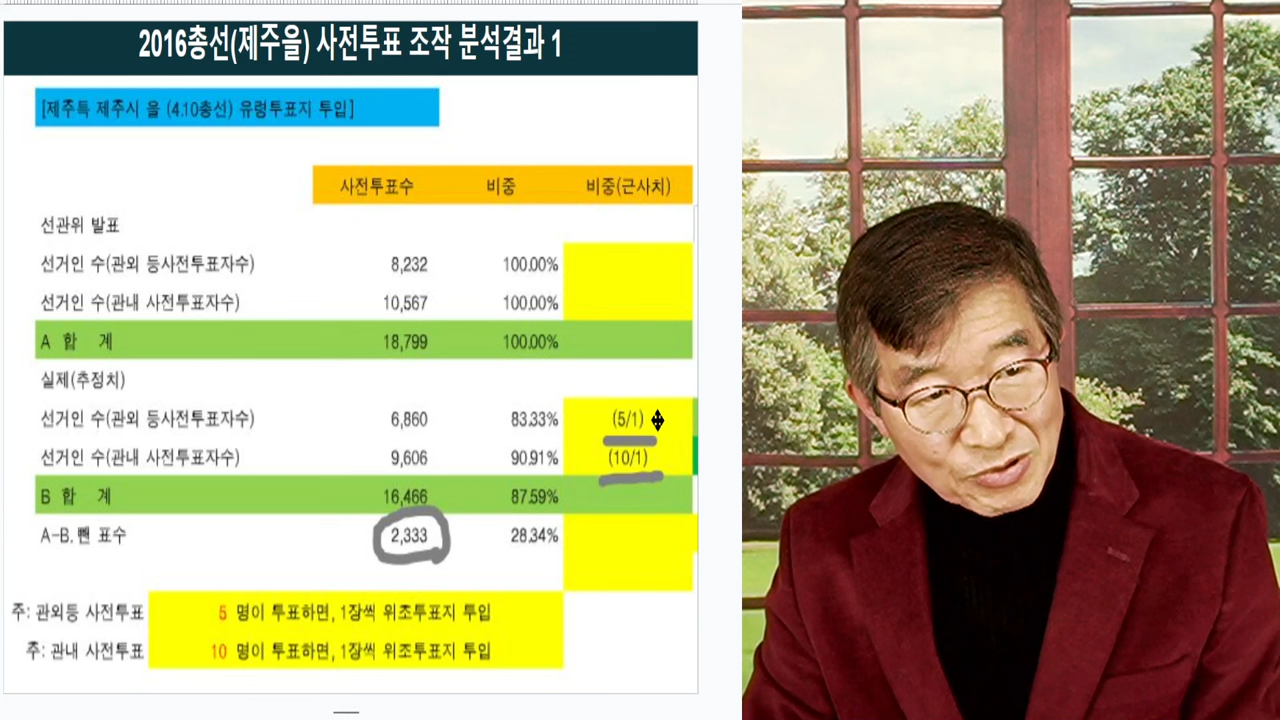 2016총선(제주을) 사전투표 조작 분석결과 1
[제주특 제주시 을 (4.10총선) 유령투표지 투입]
사전투표수 비중 비중(근사치)
선관위 발표
선거인 수(관외 등사전투표자수) 8,232 100.00%
선거인 수(관내 사전투표자수) 10,567 100.00%
A 합 계 18,799 100.00%
실제(추정치)
선거인 수(관외 등사전투표자수) 6,860 83.33% (5/1)
선거인 수(관내 사전투표자수) 9,606 90.91% (10/1)
B 합 계 16,466 87.59%
A-B.뺀 표수 2,333 28.34%
주: 관외등 사전투표 5 명이 투표하면, 1장씩 위조투표지 투입
주: 관내 사전투표 10 명이 투표하면, 1장씩 위조투표지 투입